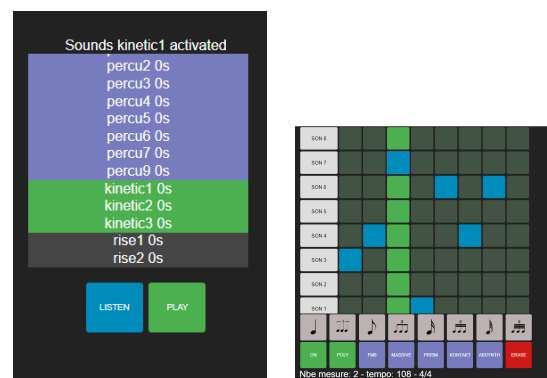 Sounds kinetic1 activated
percu2 0s
percu3 0s
percu4 0s
percu5 0s
percu6 0s
percu7 0s
percu9 0s
kinetic1 0s
kinetic2 0s
kinetic3 0s
rise1 0s
rise2 0s
LISTEN PLAY
SON 8
SON 7
SON 6
SON 5
SON 4
SON 3
SON 2
SON 1
ON POLY FM8 MASSIVE PRISM KONTAKT ABSYNTH ERASE
Nbe mesure: 2 - tempo: 108 - 4/4